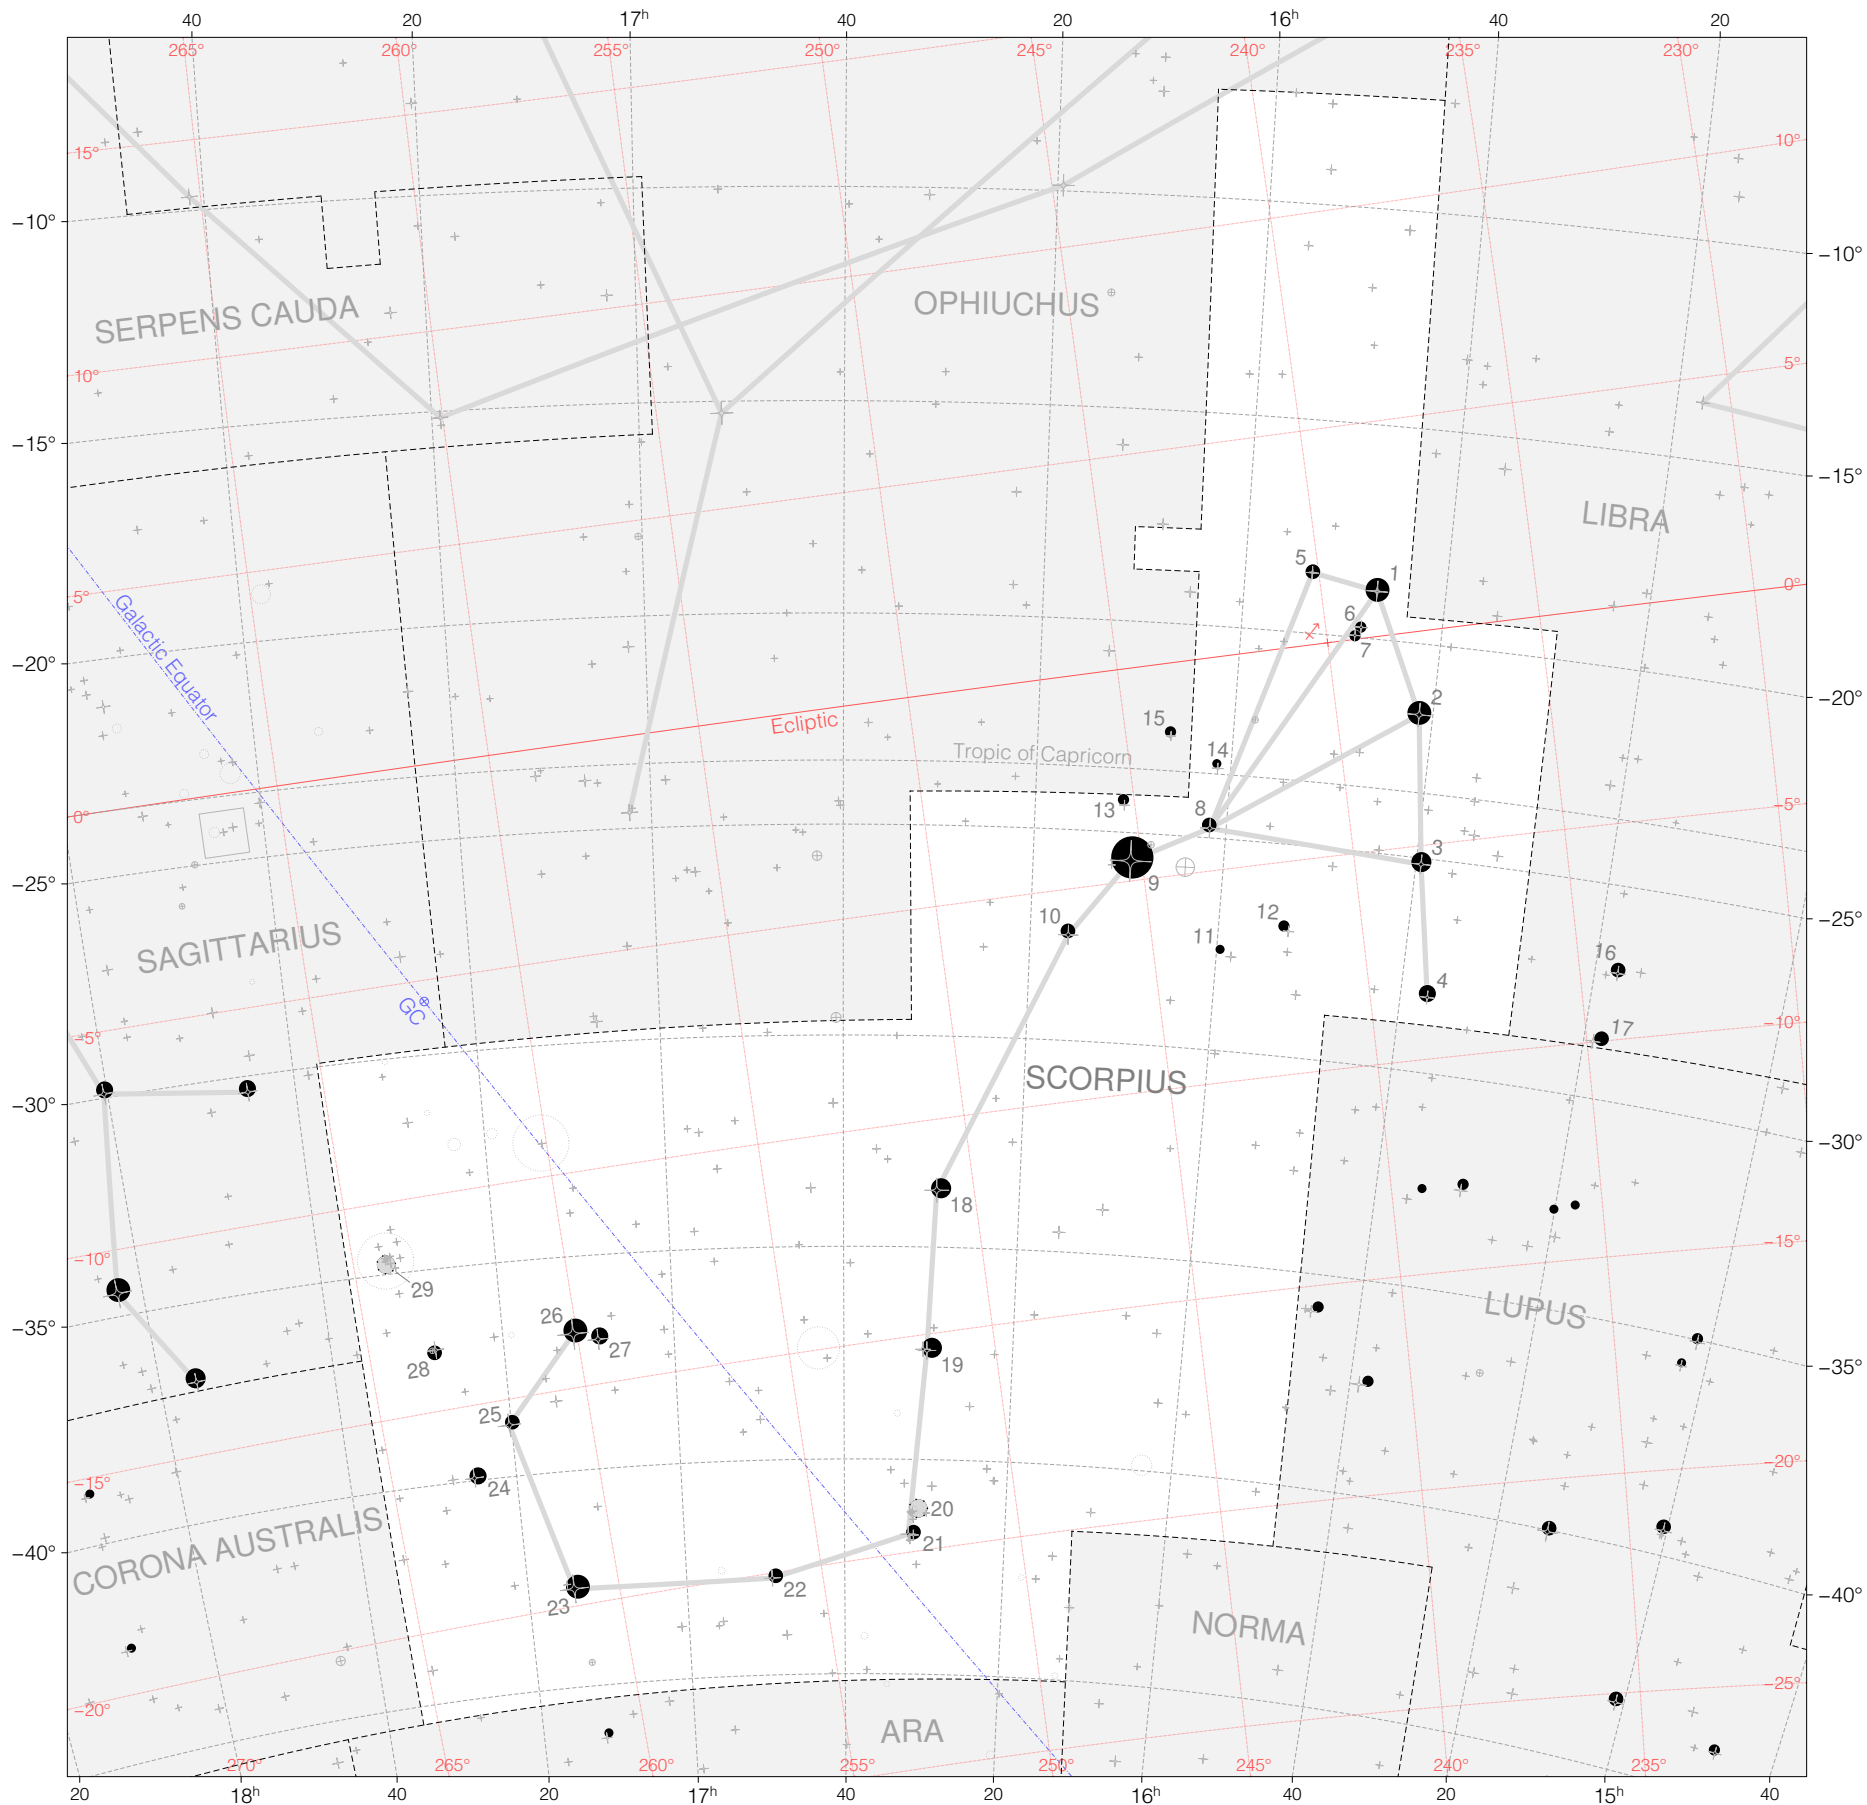 40 20 17h 40 20 16h 40 20
265° 260° 255° 250° 245° 240° 235° 230°
15° 10°
−10° −10°
SERPENS CAUDA OPHIUCHUS
10° 5°
−15° −15°
LIBRA
5 1
5° 0°
Galactic Equator
6
7
−20° −20°
2
15
Ecliptic
14
Tropic of Capricorn
0° −5°
13 8
3
−25° 9 −25°
10 12
11
SAGITTARIUS
16
4
GC
−5° −10°
17
SCORPIUS
−30° −30°
18
−10° −15°
29
LUPUS
26
27
−35° 28 19 −35°
25
−15° −20°
24
20
21
CORONA AUSTRALIS
−40° −40°
22
23
NORMA
−20° −25°
ARA
270° 265° 260° 255° 250° 245° 240° 235°
20 18h 40 20 17h 40 20 16h 40 20 15h 40